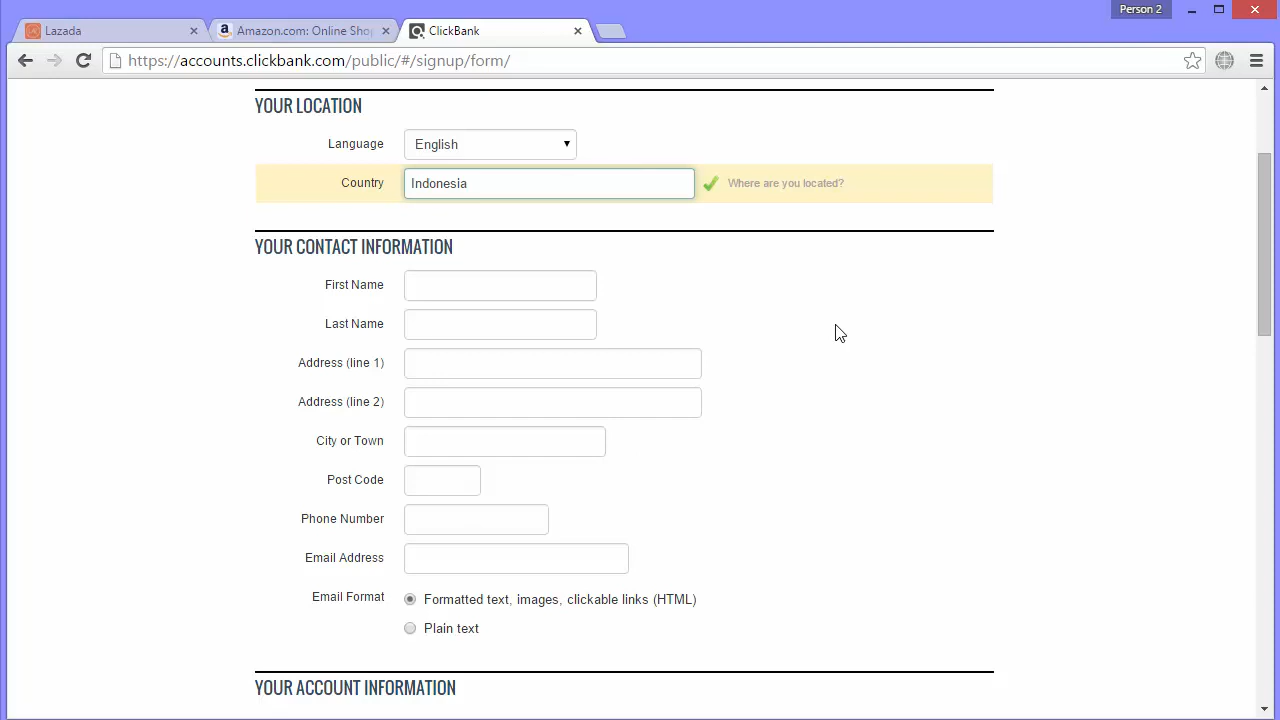 Person 2
Lazada
Amazon.com: Online Shop
ClickBank
https://accounts.clickbank.com/public/#/signup/form/
YOUR LOCATION
Language English
Country Indonesia Where are you located?
YOUR CONTACT INFORMATION
First Name
Last Name
Address (line 1)
Address (line 2)
City or Town
Post Code
Phone Number
Email Address
Email Format Formatted text, images, clickable links (HTML)
Plain text
YOUR ACCOUNT INFORMATION